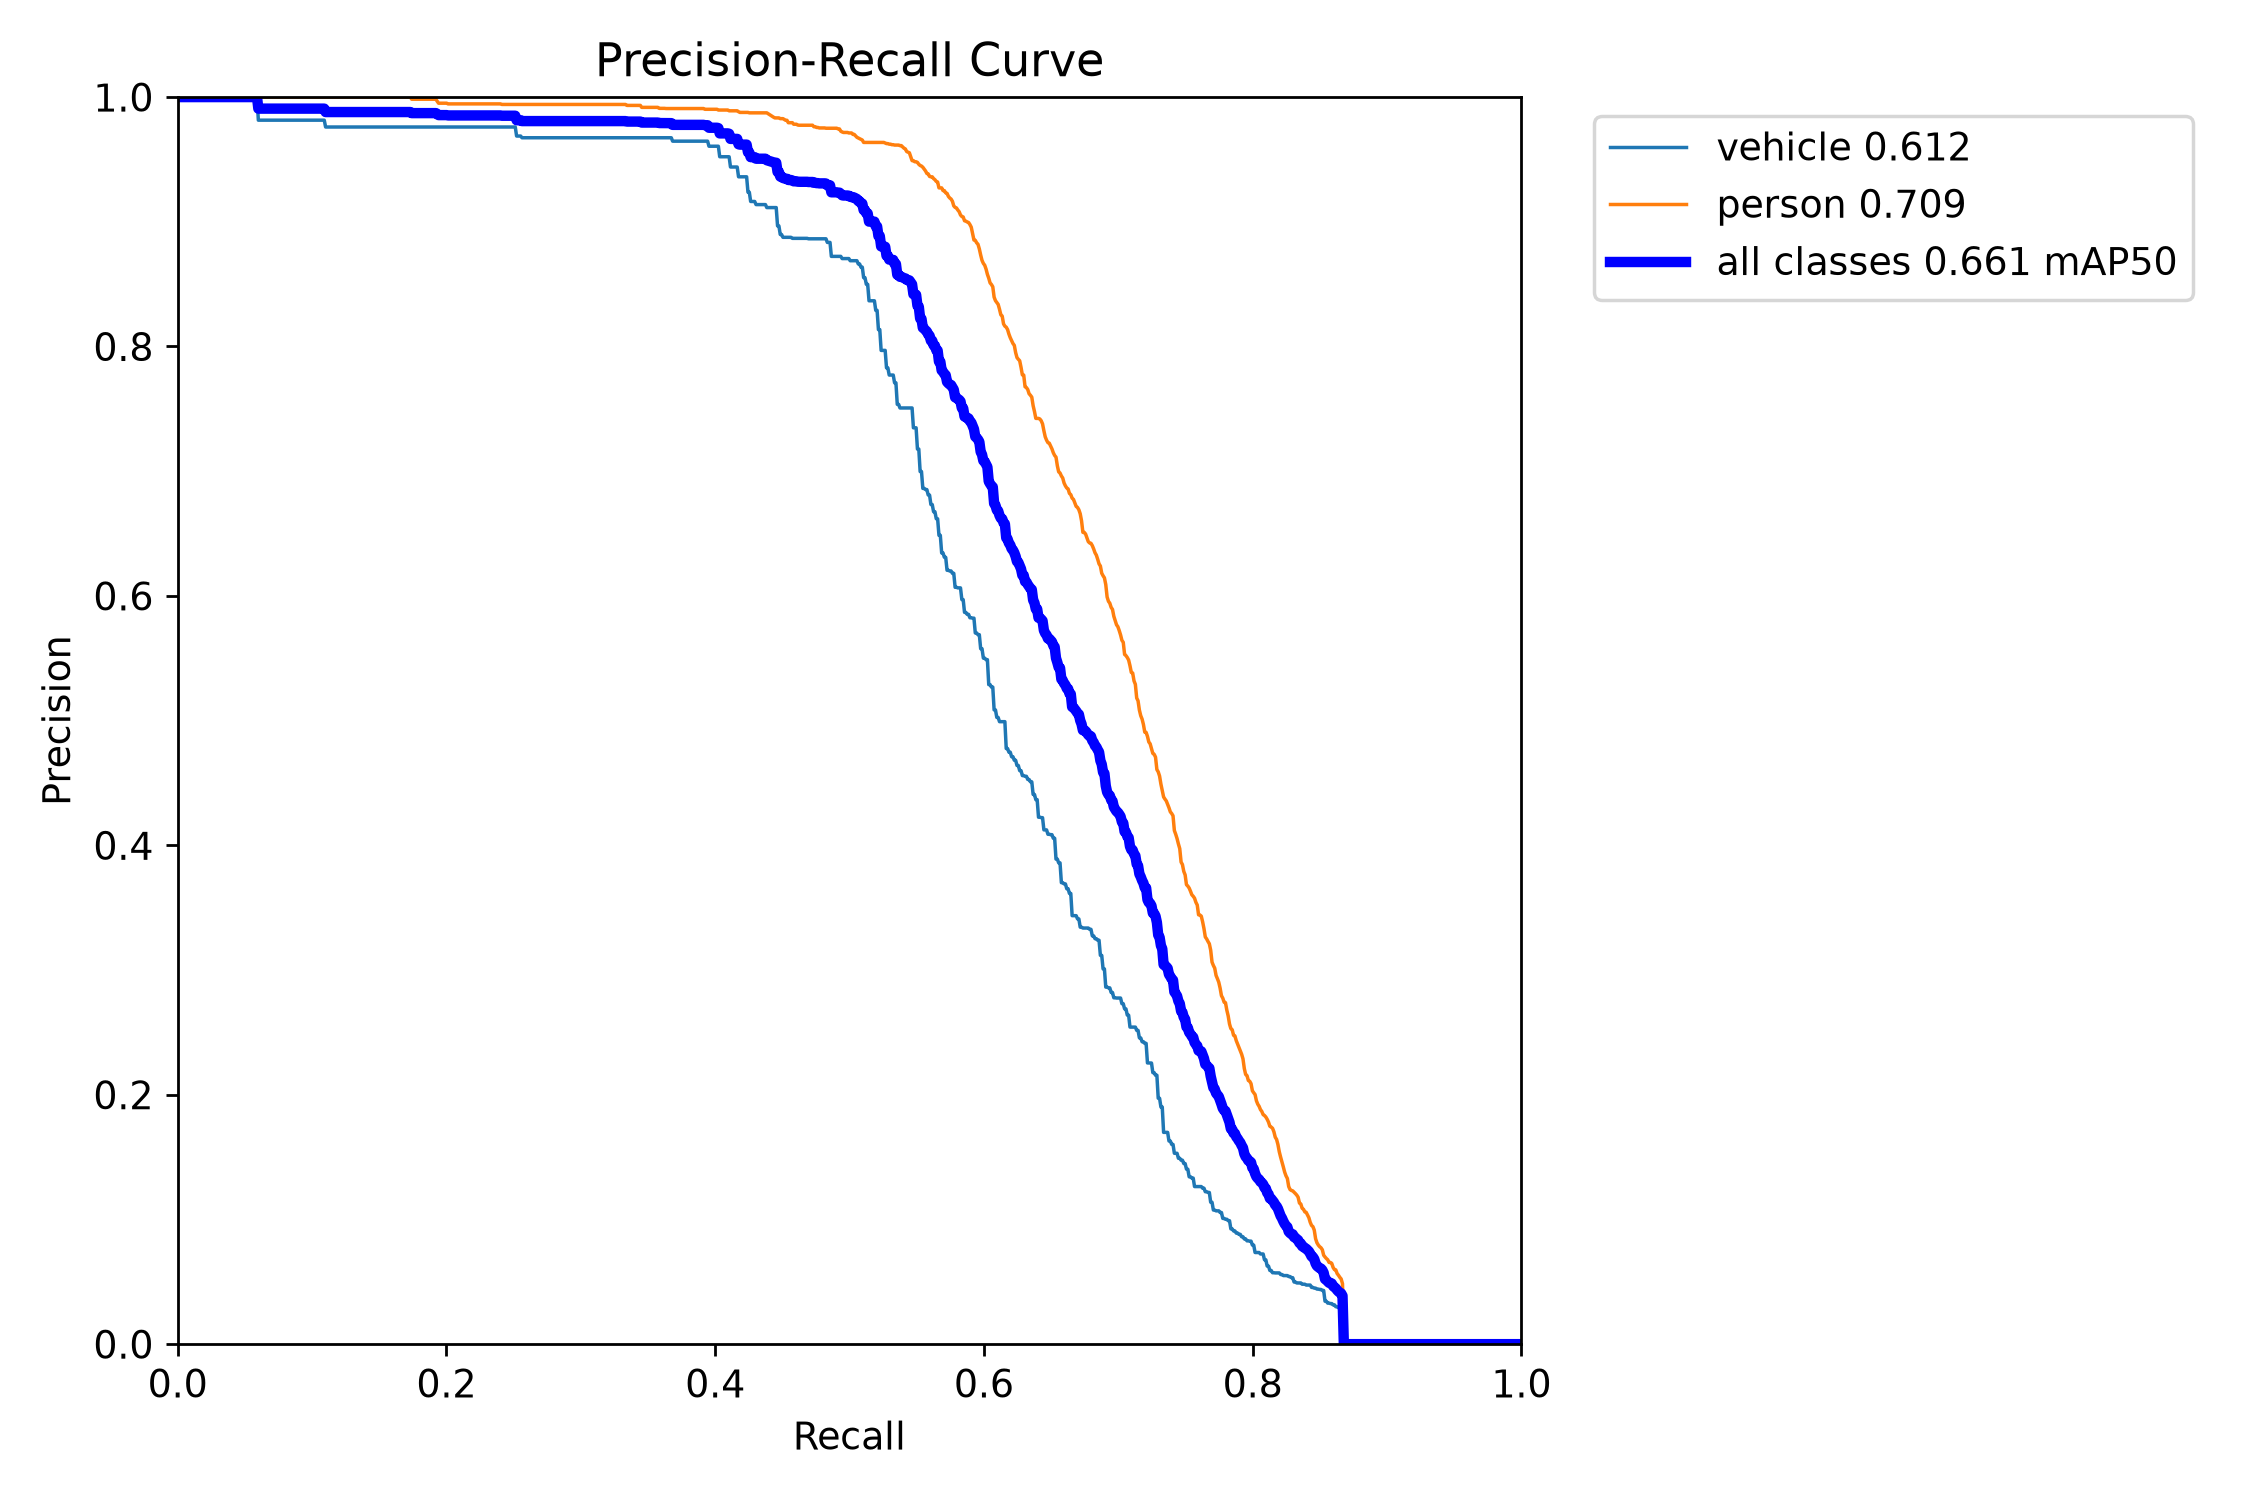 Precision-Recall Curve
1.0
0.8
0.6
0.4
0.2
0.0
Precision
0.0 0.2 0.4 0.6 0.8 1.0
Recall
vehicle 0.612
person 0.709
all classes 0.661 mAP50